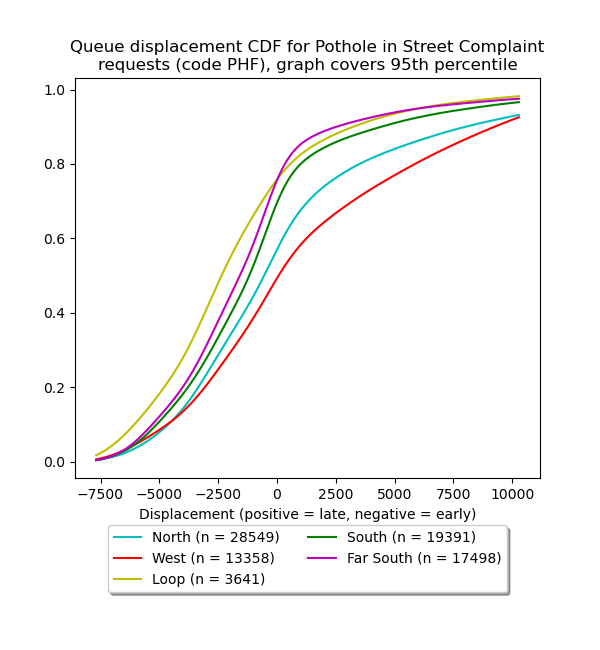 Queue displacement CDF for Pothole in Street Complaint
requests (code PHF), graph covers 95th percentile
1.0
0.8
0.6
0.4
0.2
0.0
−7500 −5000 −2500 0 2500 5000 7500 10000
Displacement (positive = late, negative = early)
North (n = 28549) South (n = 19391)
West (n = 13358) Far South (n = 17498)
Loop (n = 3641)